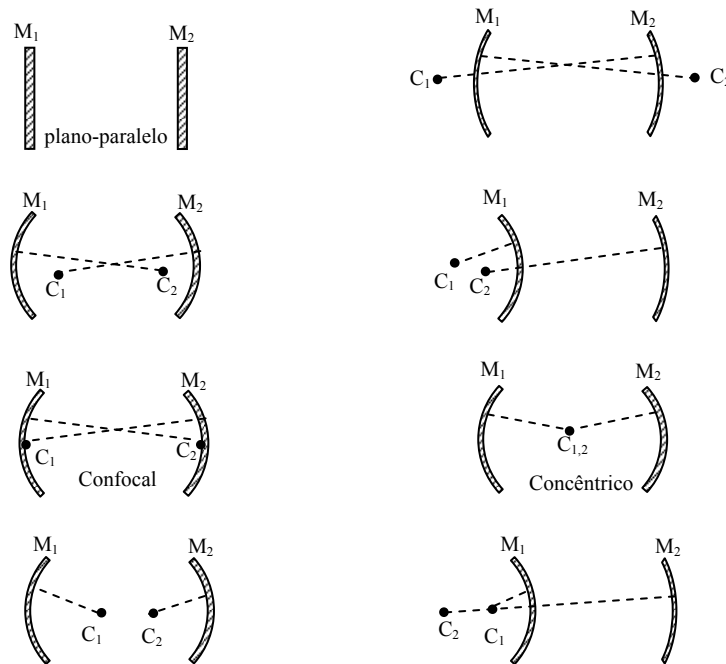 M₁ M₂
plano-paralelo
M₁ M₂
C₁ C₂
M₁ M₂
C₁ C₂
M₁ M₂
C₁ C₂
M₁ M₂
C₁ C₂
Confocal
M₁ M₂
C₁,₂
Concêntrico
M₁ M₂
C₁ C₂
M₁ M₂
C₂ C₁